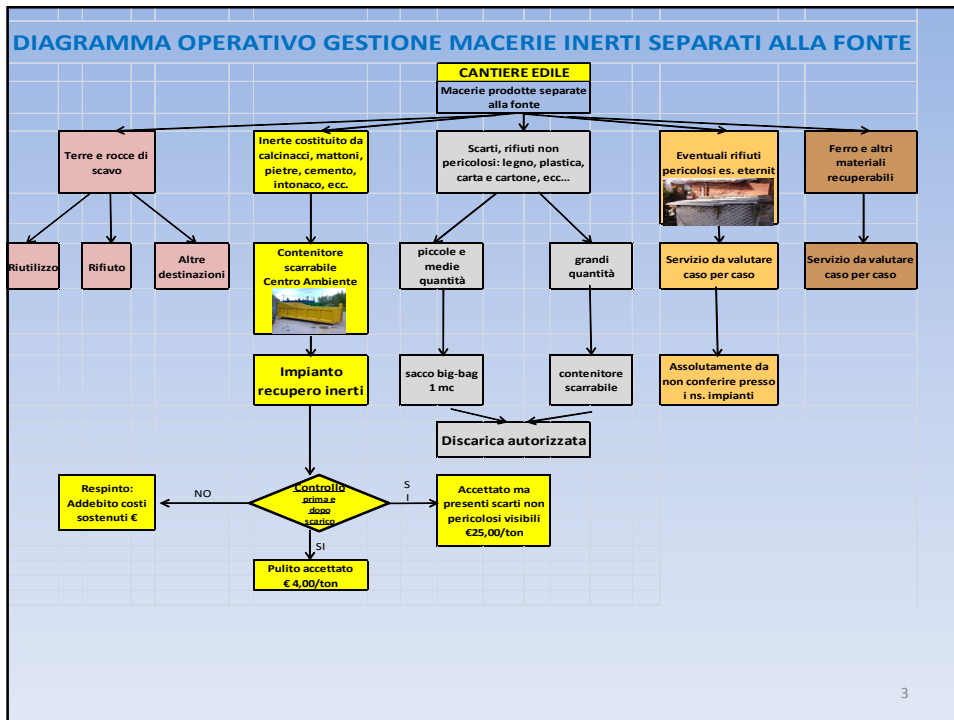 DIAGRAMMA OPERATIVO GESTIONE MACERIE INERTI SEPARATI ALLA FONTE
CANTIERE EDILE
Macerie prodotte separate
alla fonte
Terre e rocce di
scavo
Inerte costituito da
calcinacci, mattoni,
pietre, cemento,
intonaco, ecc.
Scarti, rifiuti non
pericolosi: legno, plastica,
carta e cartone, ecc...
Eventuali rifiuti
pericolosi es. eternit
Ferro e altri
materiali
recuperabili
Riutilizzo
Rifiuto
Altre
destinazioni
Contenitore
scarrabile
Centro Ambiente
piccole e
medie
quantità
grandi
quantità
Servizio da valutare
caso per caso
Servizio da valutare
caso per caso
Impianto
recupero inerti
sacco big-bag
1 mc
contenitore
scarrabile
Assolutamente da
non conferire presso
i ns. impianti
Discarica autorizzata
Respinto:
Addebito costi
sostenuti €
NO
Controllo
prima e
dopo
scarico
S
I
Accettato ma
presenti scarti non
pericolosi visibili
€25,00/ton
SI
Pulito accettato
€ 4,00/ton
3